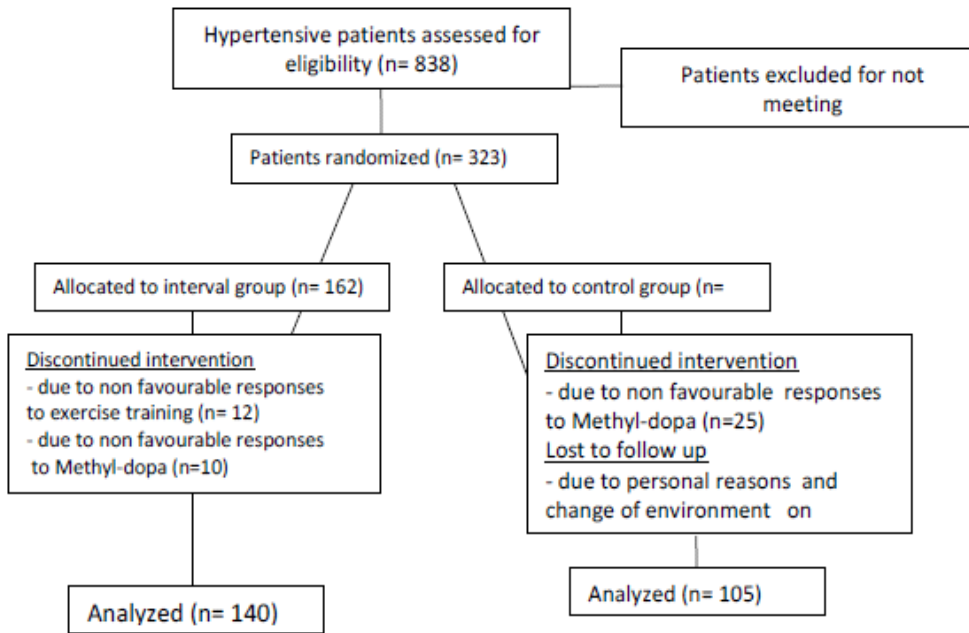 Hypertensive patients assessed for
eligibility (n= 838)
Patients excluded for not
meeting
Patients randomized (n= 323)
Allocated to interval group (n= 162)
Allocated to control group (n=
Discontinued intervention
- due to non favourable responses
to exercise training (n= 12)
- due to non favourable responses
to Methyl-dopa (n=10)
Discontinued intervention
- due to non favourable  responses
to Methyl-dopa (n=25)
Lost to follow up
- due to personal reasons  and
change of environment   on
Analyzed (n= 140)
Analyzed (n= 105)